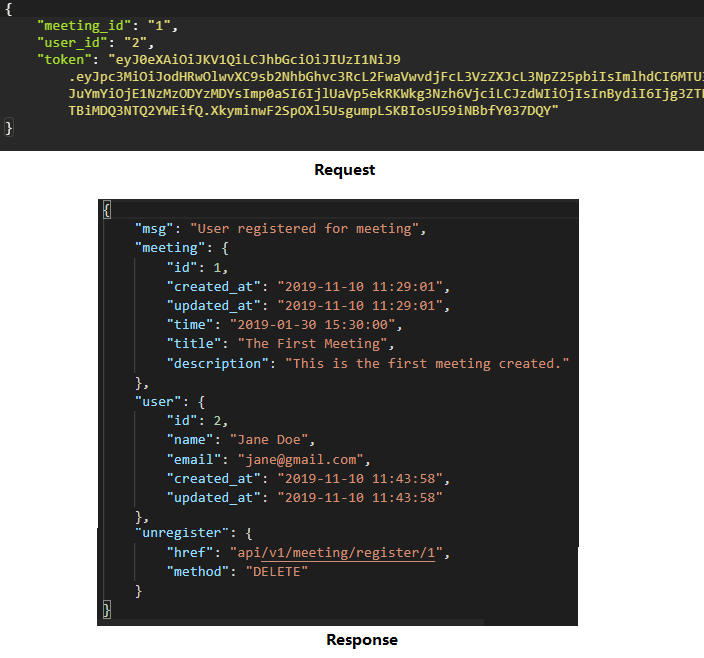 {
"meeting_id": "1",
"user_id": "2",
"token": "eyJ0eXAiOiJKV1QiLCJhbGciOiJIUzI1NiJ9
.eyJpc3MiOiJodHRwOlwvXC9sb2NhbGhvc3RcL2FwaVwvdjFcL3VzZXJcL3NpZ25pbiIsImlhdCI6MTU
JuYmYiOjE1NzMzODYzMDYsImp0aSI6IjlUaVp5ekRKWkg3Nzh6VjciLCJzdWIiOjIsInBydiI6Ijg3ZT
TBiMDQ3NTQ2YWEifQ.XkyminwF2SpOXl5UsgumpLSKBIosU59iNBbfY037DQY"
}
Request
{
"msg": "User registered for meeting",
"meeting": {
"id": 1,
"created_at": "2019-11-10 11:29:01",
"updated_at": "2019-11-10 11:29:01",
"time": "2019-01-30 15:30:00",
"title": "The First Meeting",
"description": "This is the first meeting created."
},
"user": {
"id": 2,
"name": "Jane Doe",
"email": "jane@gmail.com",
"created_at": "2019-11-10 11:43:58",
"updated_at": "2019-11-10 11:43:58"
},
"unregister": {
"href": "api/v1/meeting/register/1",
"method": "DELETE"
}
}
Response